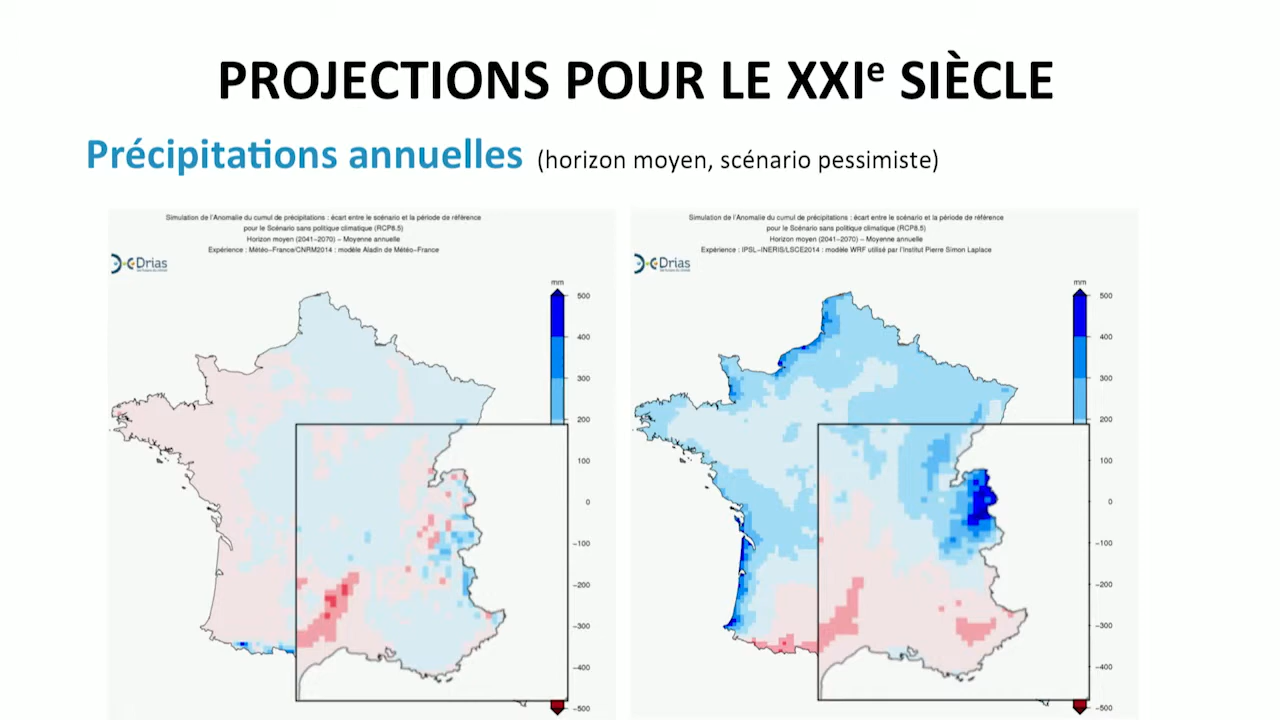 PROJECTIONS POUR LE XXIe SIÈCLE
Précipitations annuelles (horizon moyen, scénario pessimiste)
Simulation de l'Anomalie du cumul de précipitations : écart entre le scénario et la période de référence
pour le Scénario sans politique climatique (RCP8.5)
Horizon moyen (2041-2070) - Moyenne annuelle
Expérience : Météo-France/CNRM2014 : modèle Aladin de Météo-France
Drias
mm
500
400
300
200
100
0
-100
-200
-300
-400
-500
Simulation de l'Anomalie du cumul de précipitations : écart entre le scénario et la période de référence
pour le Scénario sans politique climatique (RCP8.5)
Horizon moyen (2041-2070) - Moyenne annuelle
Expérience : IPSL-INERIS/LSCE2014 : modèle WRF utilisé par l'Institut Pierre Simon Laplace
Drias
mm
500
400
300
200
100
0
-100
-200
-300
-400
-500